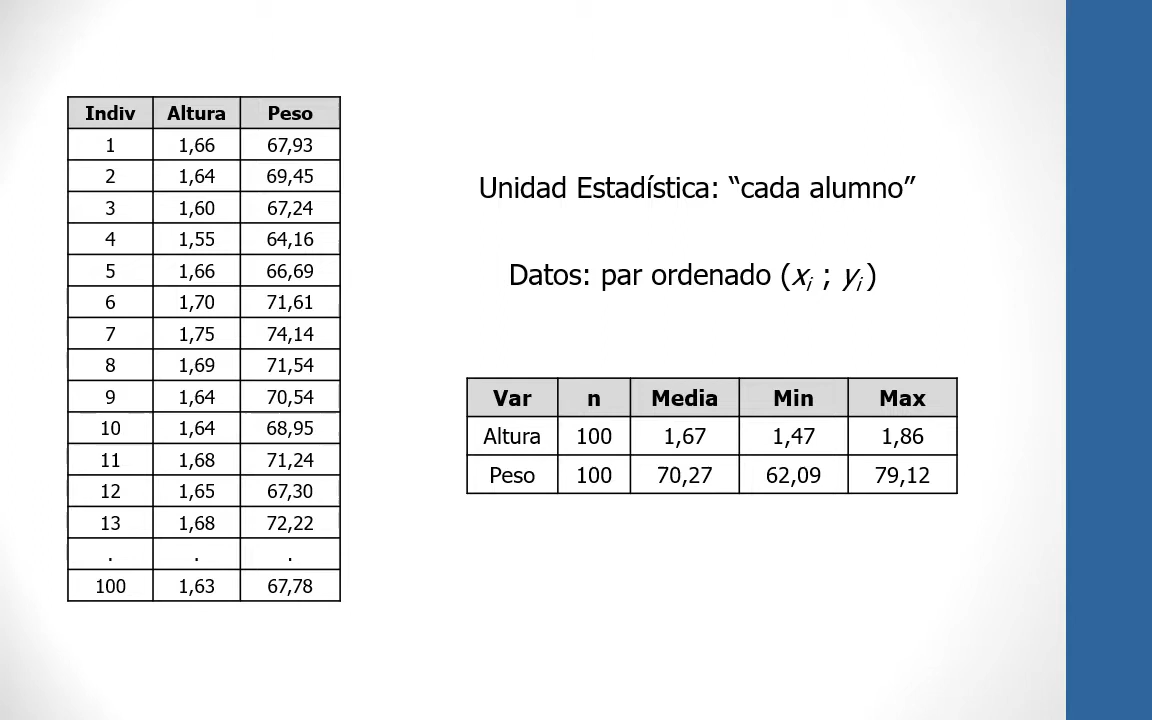 Indiv Altura Peso
1 1,66 67,93
2 1,64 69,45
3 1,60 67,24
4 1,55 64,16
5 1,66 66,69
6 1,70 71,61
7 1,75 74,14
8 1,69 71,54
9 1,64 70,54
10 1,64 68,95
11 1,68 71,24
12 1,65 67,30
13 1,68 72,22
. . .
100 1,63 67,78
Unidad Estadística: “cada alumno”
Datos: par ordenado (xi ; yi)
Var n Media Min Max
Altura 100 1,67 1,47 1,86
Peso 100 70,27 62,09 79,12